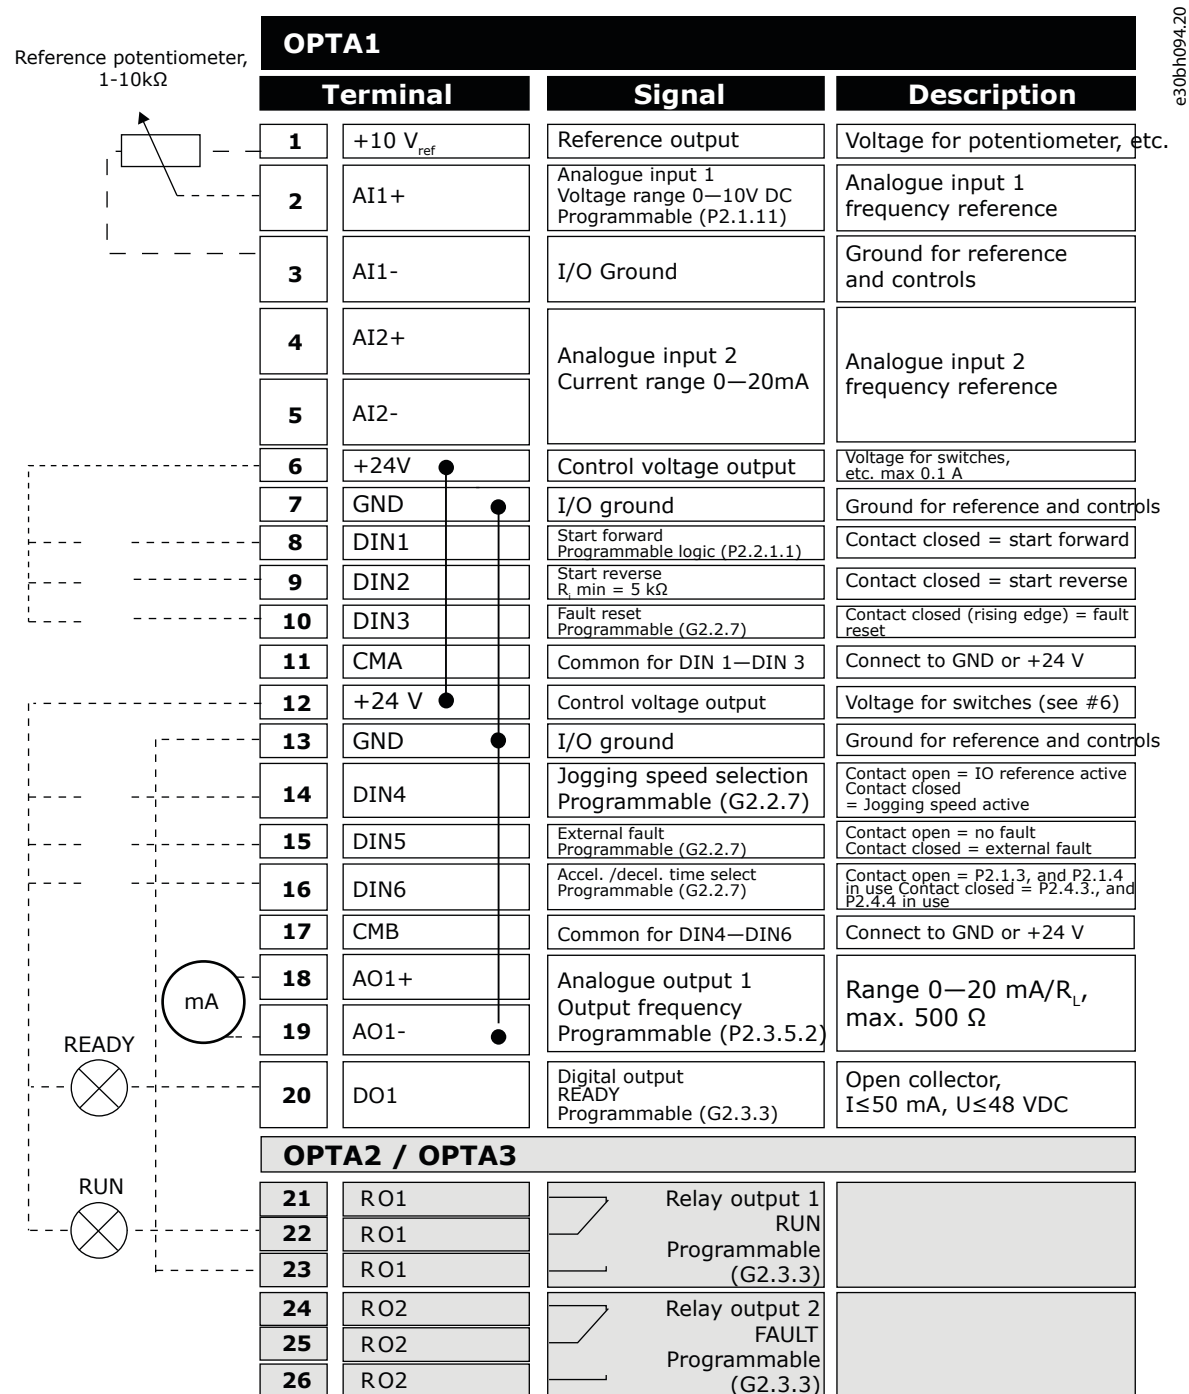 e30bh094.20
Reference potentiometer,
1-10kΩ
OPTA1
Terminal Signal Description
1 +10 Vref Reference output Voltage for potentiometer, etc.
2 AI1+
Analogue input 1
Voltage range 0—10V DC
Programmable (P2.1.11)
Analogue input 1
frequency reference
3 AI1- I/O Ground
Ground for reference
and controls
4 AI2+
5 AI2-
Analogue input 2
Current range 0—20mA
Analogue input 2
frequency reference
6 +24V Control voltage output
Voltage for switches,
etc. max 0.1 A
7 GND I/O ground Ground for reference and controls
8 DIN1
Start forward
Programmable logic (P2.2.1.1)
Contact closed = start forward
9 DIN2
Start reverse
Ri min = 5 kΩ
Contact closed = start reverse
10 DIN3
Fault reset
Programmable (G2.2.7)
Contact closed (rising edge) = fault
reset
11 CMA Common for DIN 1—DIN 3 Connect to GND or +24 V
12 +24 V Control voltage output Voltage for switches (see #6)
13 GND I/O ground Ground for reference and controls
14 DIN4
Jogging speed selection
Programmable (G2.2.7)
Contact open = IO reference active
Contact closed
= Jogging speed active
15 DIN5
External fault
Programmable (G2.2.7)
Contact open = no fault
Contact closed = external fault
16 DIN6
Accel. /decel. time select
Programmable (G2.2.7)
Contact open = P2.1.3, and P2.1.4
in use Contact closed = P2.4.3., and
P2.4.4 in use
17 CMB Common for DIN4—DIN6 Connect to GND or +24 V
mA
18 AO1+
19 AO1-
Analogue output 1
Output frequency
Programmable (P2.3.5.2)
Range 0—20 mA/RL,
max. 500 Ω
READY
20 DO1
Digital output
READY
Programmable (G2.3.3)
Open collector,
I≤50 mA, U≤48 VDC
OPTA2 / OPTA3
RUN
21 RO1
22 RO1
23 RO1
Relay output 1
RUN
Programmable
(G2.3.3)
24 RO2
25 RO2
26 RO2
Relay output 2
FAULT
Programmable
(G2.3.3)